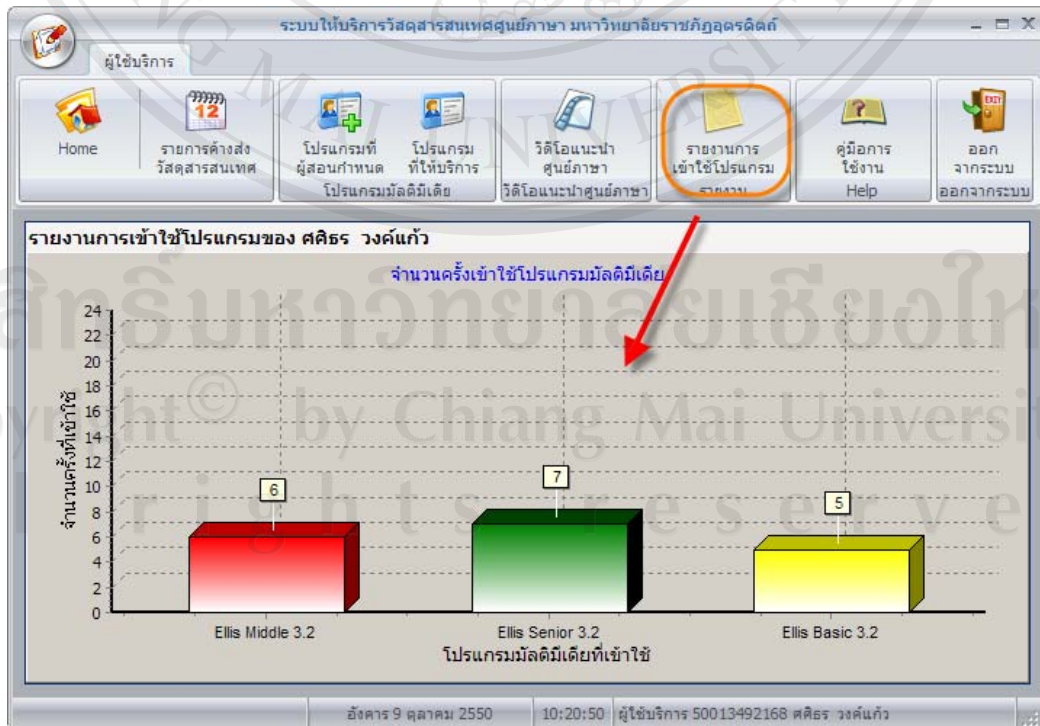 ระบบให้บริการวัสดุสารสนเทศศูนย์ภาษา มหาวิทยาลัยราชภัฏอุตรดิตถ์
ผู้ใช้บริการ
Home
12
รายการค้างส่ง
วัสดุสารสนเทศ
โปรแกรมที่
ผู้สอนกำหนด
โปรแกรม
ที่ให้บริการ
โปรแกรมมัลติมีเดีย
วิดีโอแนะนำ
ศูนย์ภาษา
วิดีโอแนะนำศูนย์ภาษา
รายงานการ
เข้าใช้โปรแกรม
รายงาน
คู่มือการ
ใช้งาน
Help
EXIT
ออก
จากระบบ
ออกจากระบบ
รายงานการเข้าใช้โปรแกรมของ ศศิธร วงค์แก้ว
จำนวนครั้งเข้าใช้โปรแกรมมัลติมีเดีย
จำนวนครั้งที่เข้าใช้
24
22
20
18
16
14
12
10
8
6
4
2
0
6
7
5
Ellis Middle 3.2
Ellis Senior 3.2
Ellis Basic 3.2
โปรแกรมมัลติมีเดียที่เข้าใช้
อังคาร 9 ตุลาคม 2550
10:20:50
ผู้ใช้บริการ 50013492168 ศศิธร วงค์แก้ว
by Chiang Mai
rights reserve